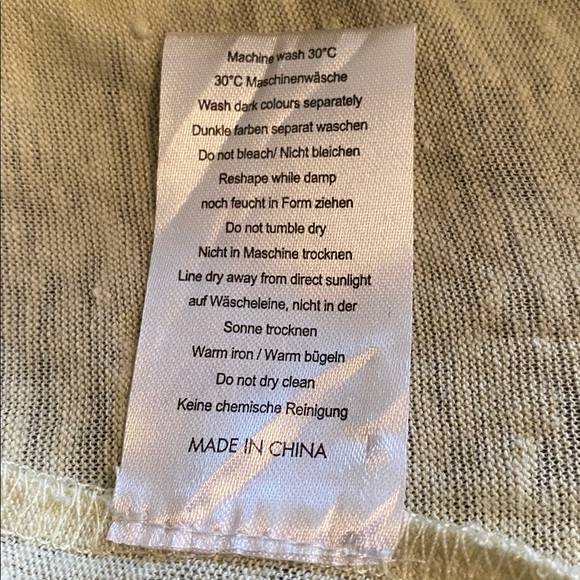 Machine wash 30°C
30°C Maschinenwäsche
Wash dark colours separately
Dunkle farben separat waschen
Do not bleach/ Nicht bleichen
Reshape while damp
noch feucht in Form ziehen
Do not tumble dry
Nicht in Maschine trocknen
Line dry away from direct sunlight
auf Wäscheleine, nicht in der
Sonne trocknen
Warm iron / Warm bügeln
Do not dry clean
Keine chemische Reinigung
MADE IN CHINA